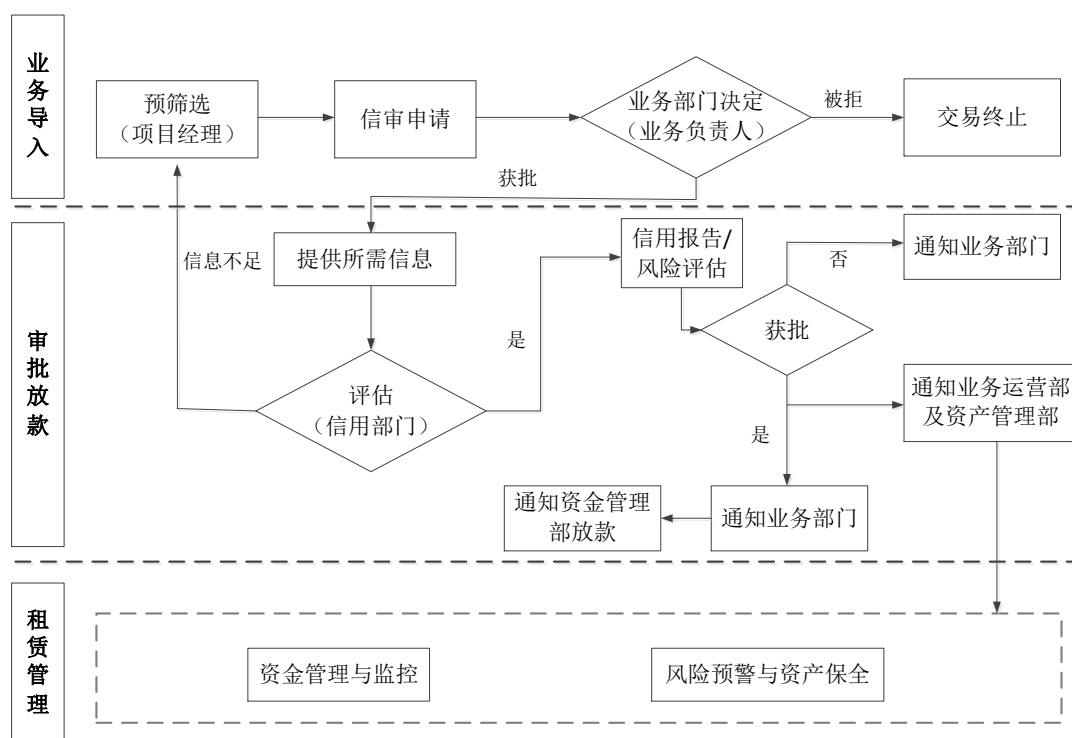 业务导入
预筛选
（项目经理）
信审申请
业务部门决定
（业务负责人）
被拒
交易终止
获批
审批放款
信息不足
提供所需信息
评估
（信用部门）
是
信用报告/
风险评估
获批
否
通知业务部门
通知业务运营部
及资产管理部
是
通知业务部门
通知资金管理
部放款
租赁管理
资金管理与监控
风险预警与资产保全